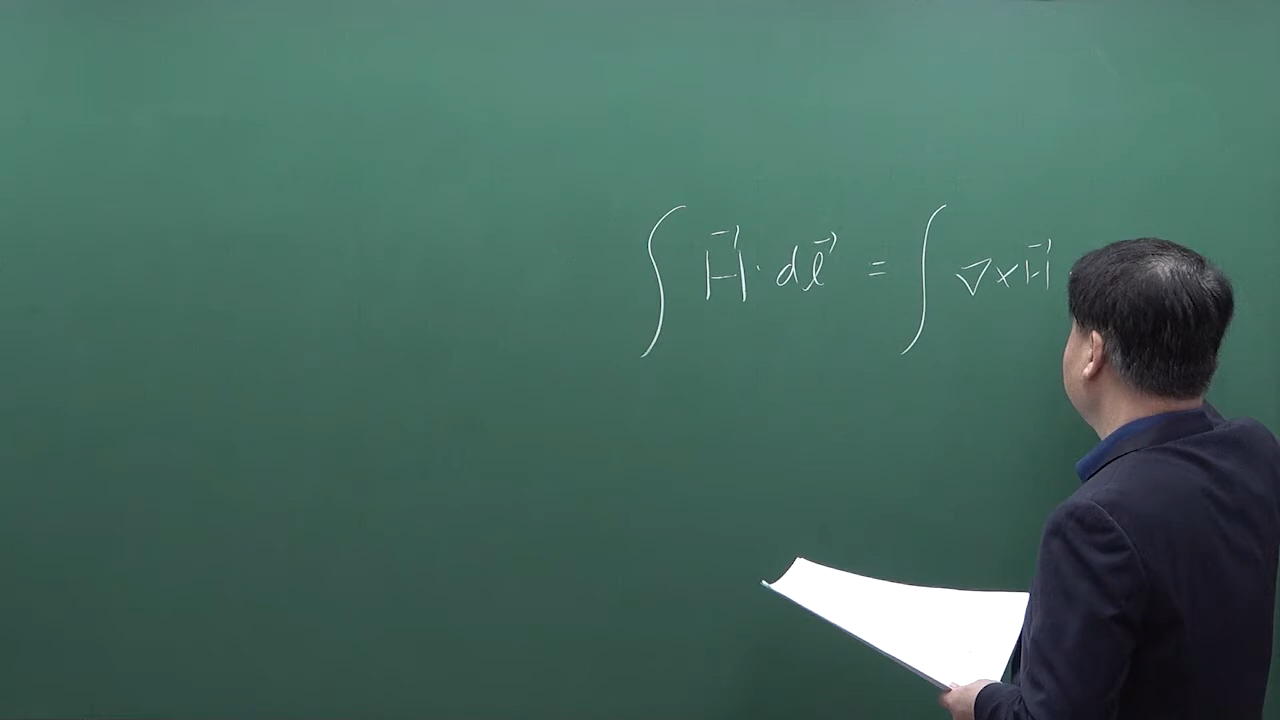 ∫ H⃗ · dl⃗ = ∫ ∇×H⃗